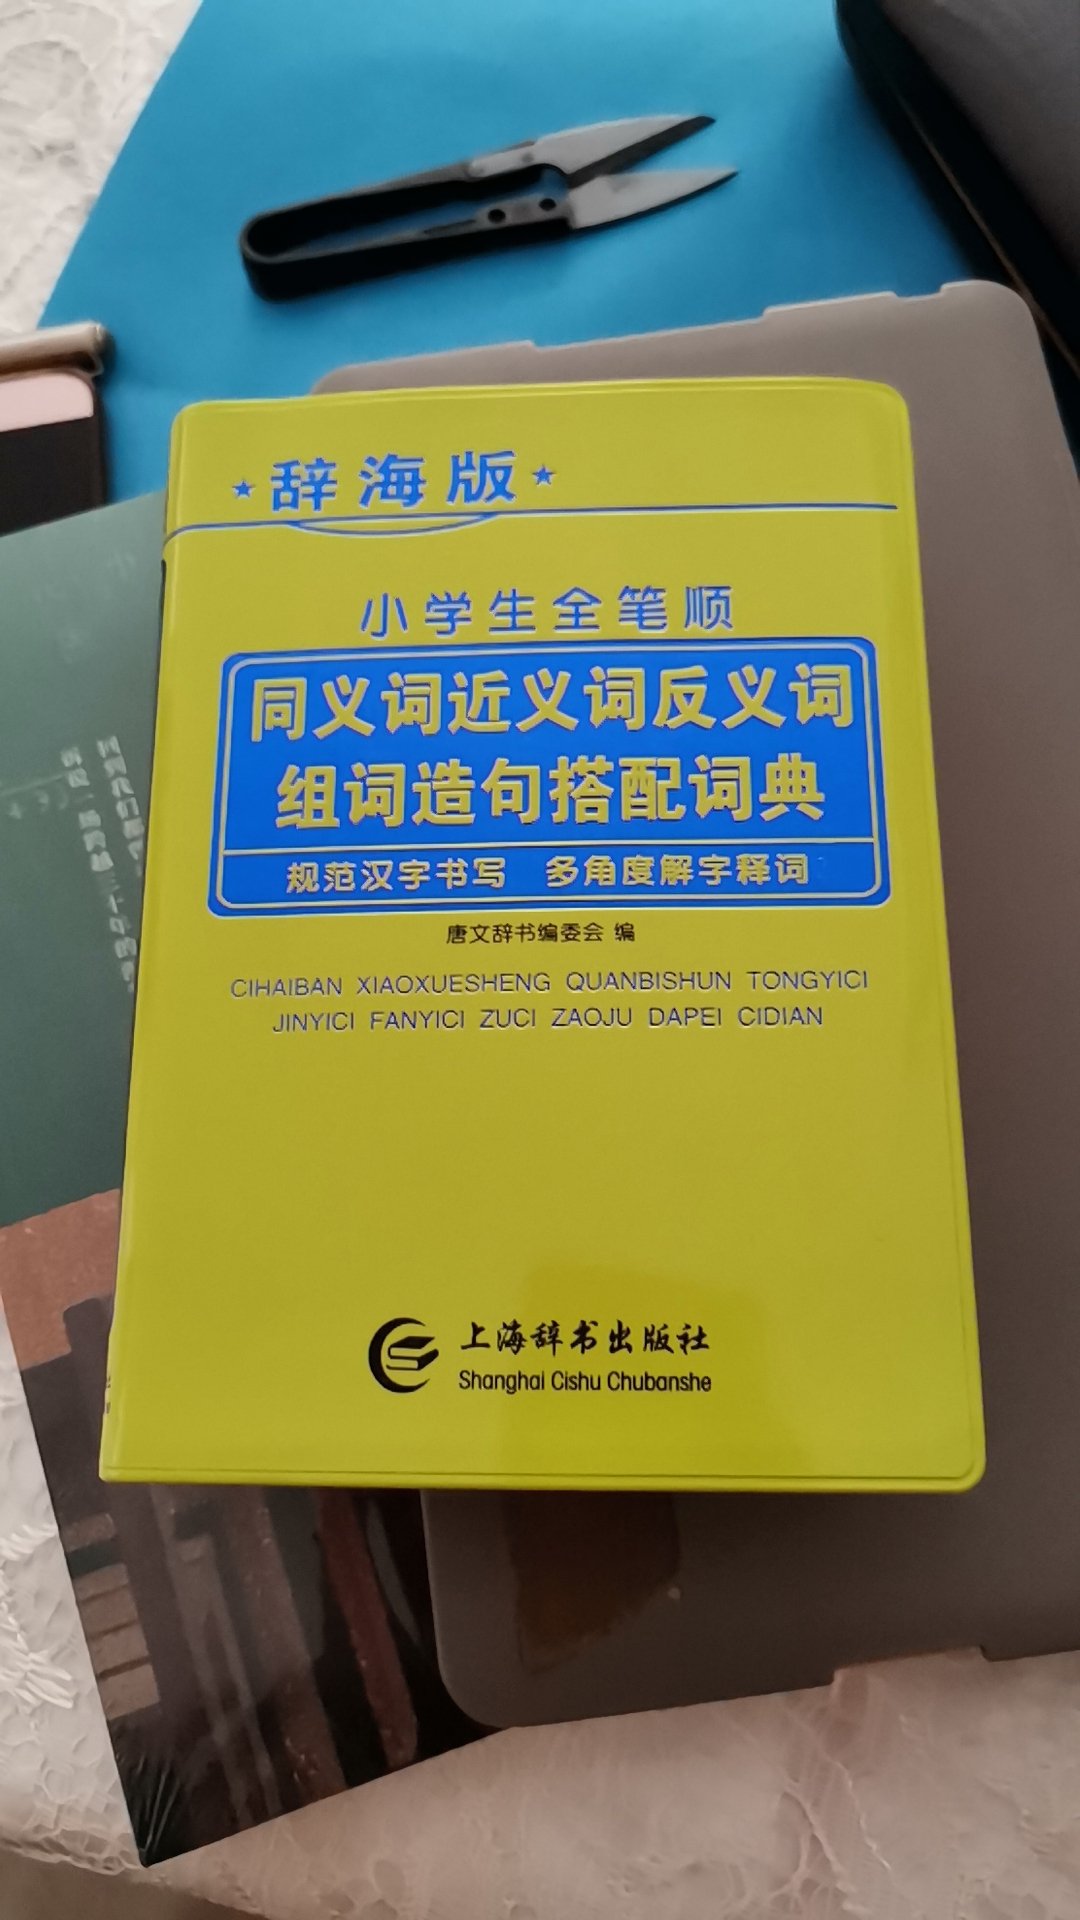 ★辞海版★
小学生全笔顺
同义词近义词反义词
组词造句搭配词典
规范汉字书写 多角度解字释词
唐文辞书编委会 编
CIHAIBAN XIAOXUESHENG QUANBISHUN TONGYICI
JINYICI FANYICI ZUCI ZAOJU DAPEI CIDIAN
上海辞书出版社
Shanghai Cishu Chubanshe